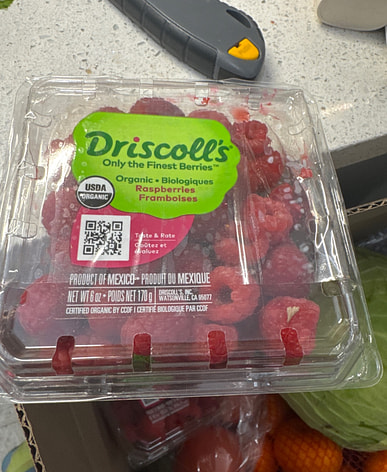 Driscoll's
Only the Finest Berries™
Organic • Biologiques
Raspberries
Framboises
USDA
ORGANIC
Taste & Rate
Goûtez et
évaluez
PRODUCT OF MEXICO • PRODUIT DU MEXIQUE
NET WT 6 oz • POIDS NET 170 g
DRISCOLL'S, INC.
WATSONVILLE, CA 95077
CERTIFIED ORGANIC BY CCOF | CERTIFIÉ BIOLOGIQUE PAR CCOF